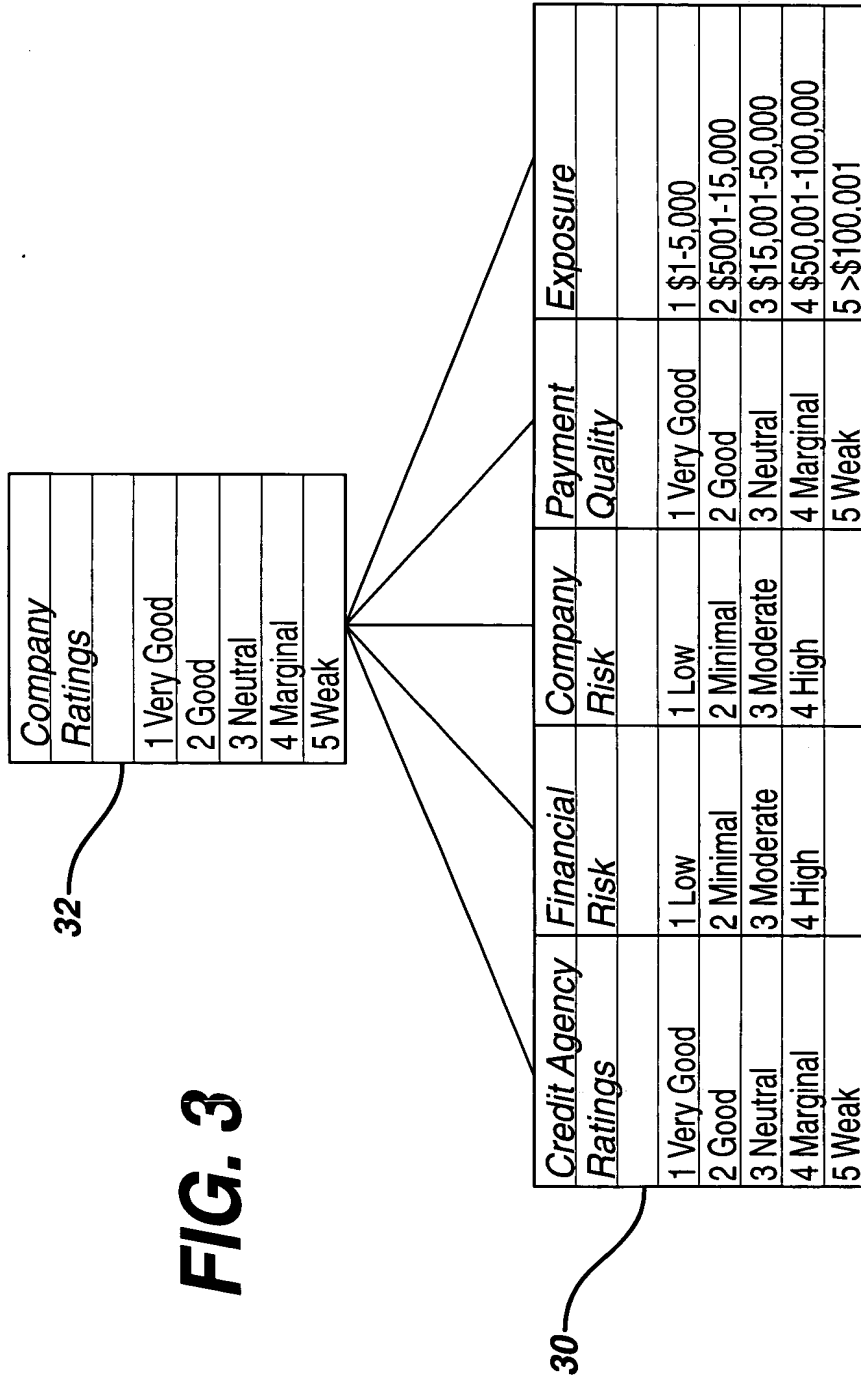 FIG. 3
32
Company
Ratings
1 Very Good
2 Good
3 Neutral
4 Marginal
5 Weak
30
Credit Agency Financial Company Payment Exposure
Ratings Risk Risk Quality
1 Very Good 1 Low 1 Low 1 Very Good 1 $1-5,000
2 Good 2 Minimal 2 Minimal 2 Good 2 $5001-15,000
3 Neutral 3 Moderate 3 Moderate 3 Neutral 3 $15,001-50,000
4 Marginal 4 High 4 High 4 Marginal 4 $50,001-100,000
5 Weak 5 Weak 5 >$100,001